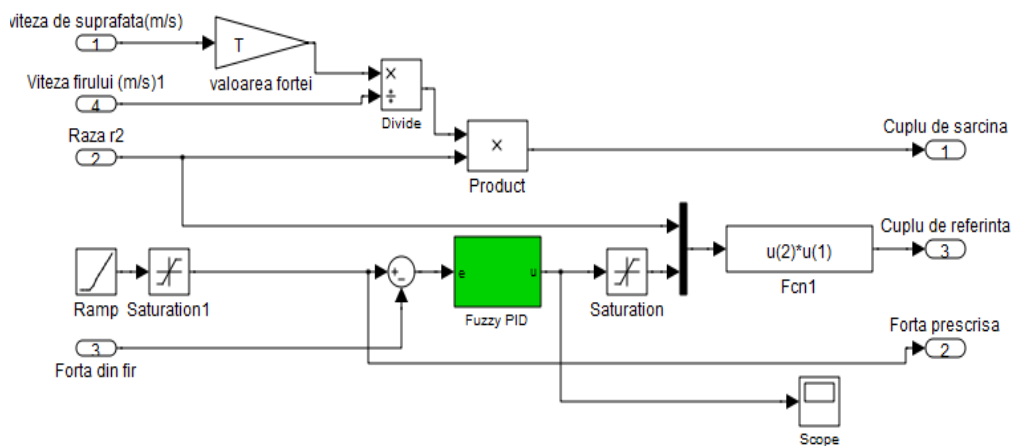 viteza de suprafata(m/s)
1
T
valoarea fortei
Viteza firului (m/s)1
4
×
÷
Divide
Raza r2
2
×
Product
Cuplu de sarcina
1
Cuplu de referinta
3
u(2)*u(1)
Fcn1
Ramp
Saturation1
+
-
e
u
Fuzzy PID
Saturation
3
Forta din fir
Forta prescrisa
2
Scope